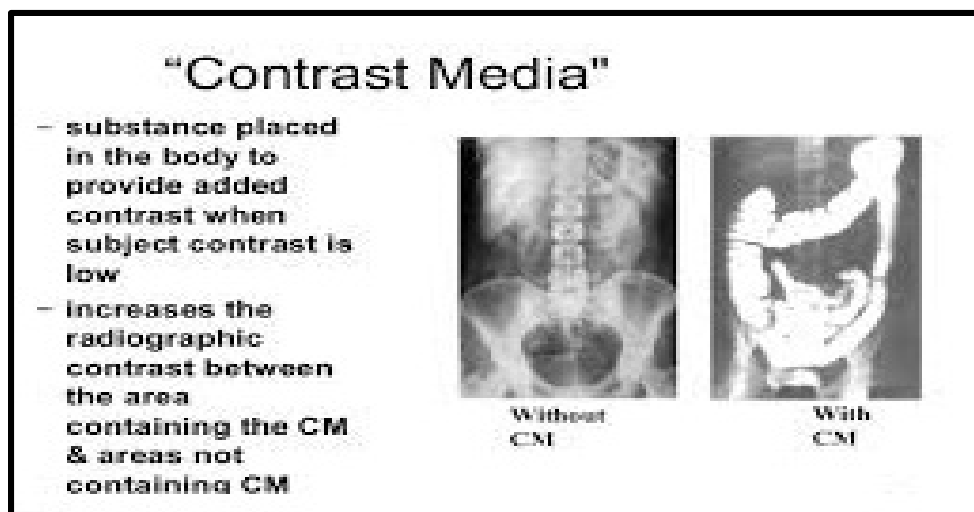 “Contrast Media"
– substance placed
in the body to
provide added
contrast when
subject contrast is
low
– increases the
radiographic
contrast between
the area
containing the CM
& areas not
containing CM
Without
CM
With
CM